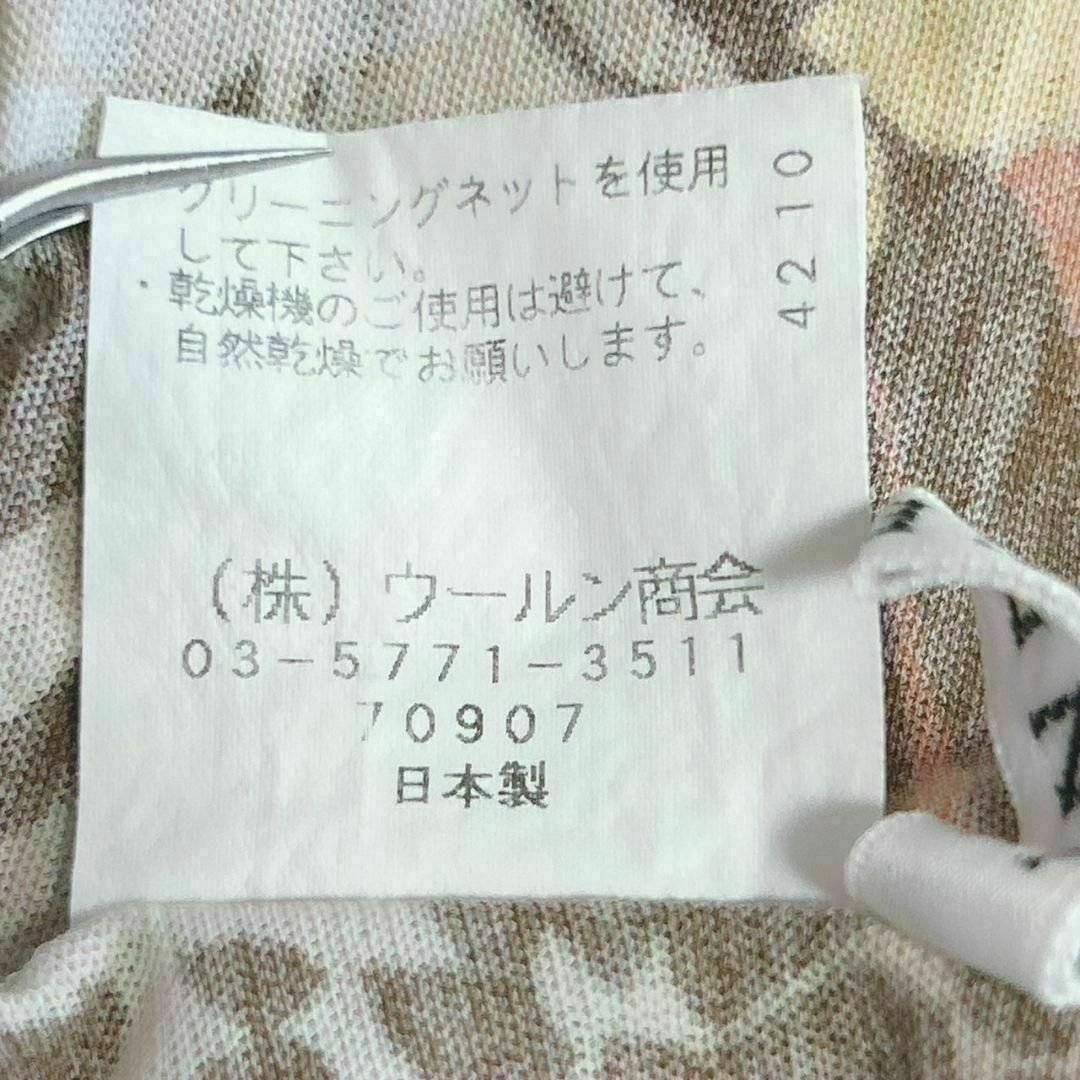 クリーニングネットを使用
して下さい。
・乾燥機のご使用は避けて、
自然乾燥でお願いします。
4210
(株)ウールン商会
03-5771-3511
70907
日本製